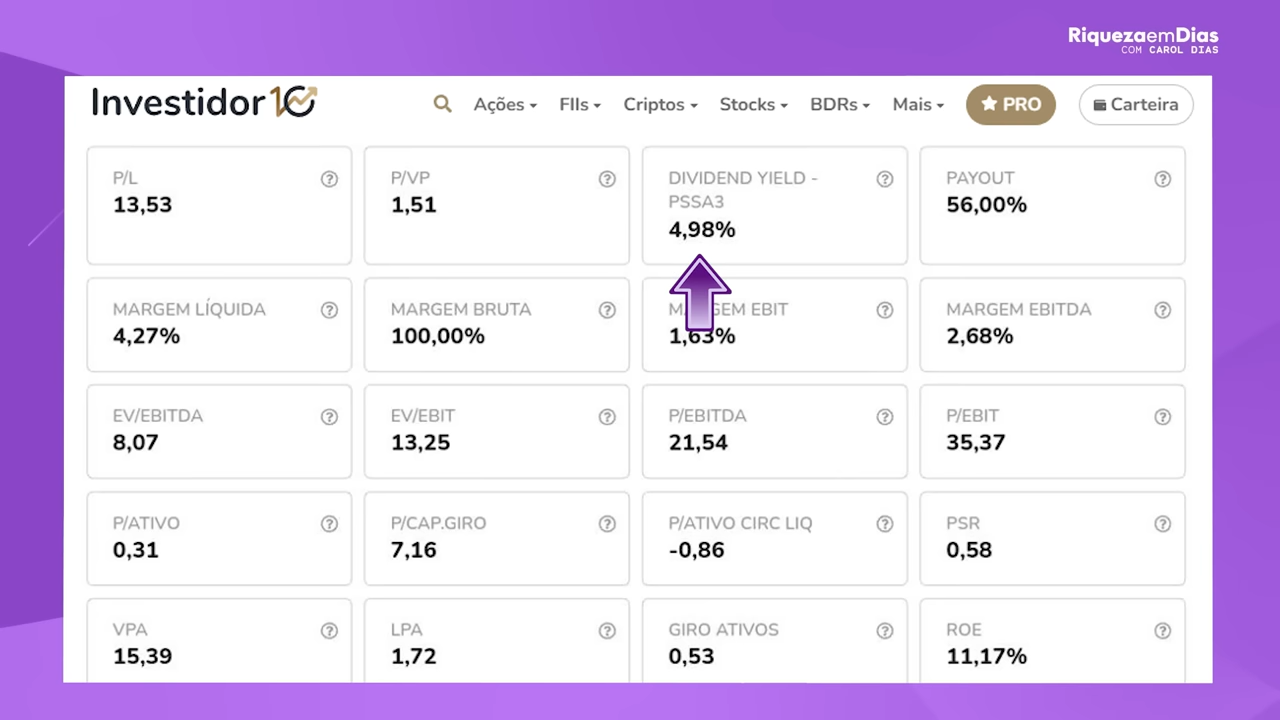 RiquezaemDias
COM CAROL DIAS
Investidor10
Ações
FIIs
Criptos
Stocks
BDRs
Mais
PRO
Carteira
P/L
13,53
P/VP
1,51
DIVIDEND YIELD -
PSSA3
4,98%
PAYOUT
56,00%
MARGEM LÍQUIDA
4,27%
MARGEM BRUTA
100,00%
MARGEM EBIT
1,63%
MARGEM EBITDA
2,68%
EV/EBITDA
8,07
EV/EBIT
13,25
P/EBITDA
21,54
P/EBIT
35,37
P/ATIVO
0,31
P/CAP.GIRO
7,16
P/ATIVO CIRC LIQ
-0,86
PSR
0,58
VPA
15,39
LPA
1,72
GIRO ATIVOS
0,53
ROE
11,17%